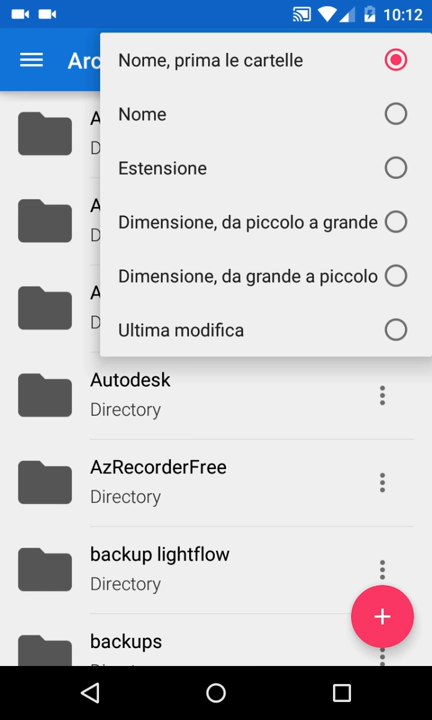 10:12
Arc
Nome, prima le cartelle
Nome
Estensione
Dimensione, da piccolo a grande
Dimensione, da grande a piccolo
Ultima modifica
Autodesk
Directory
AzRecorderFree
Directory
backup lightflow
Directory
backups